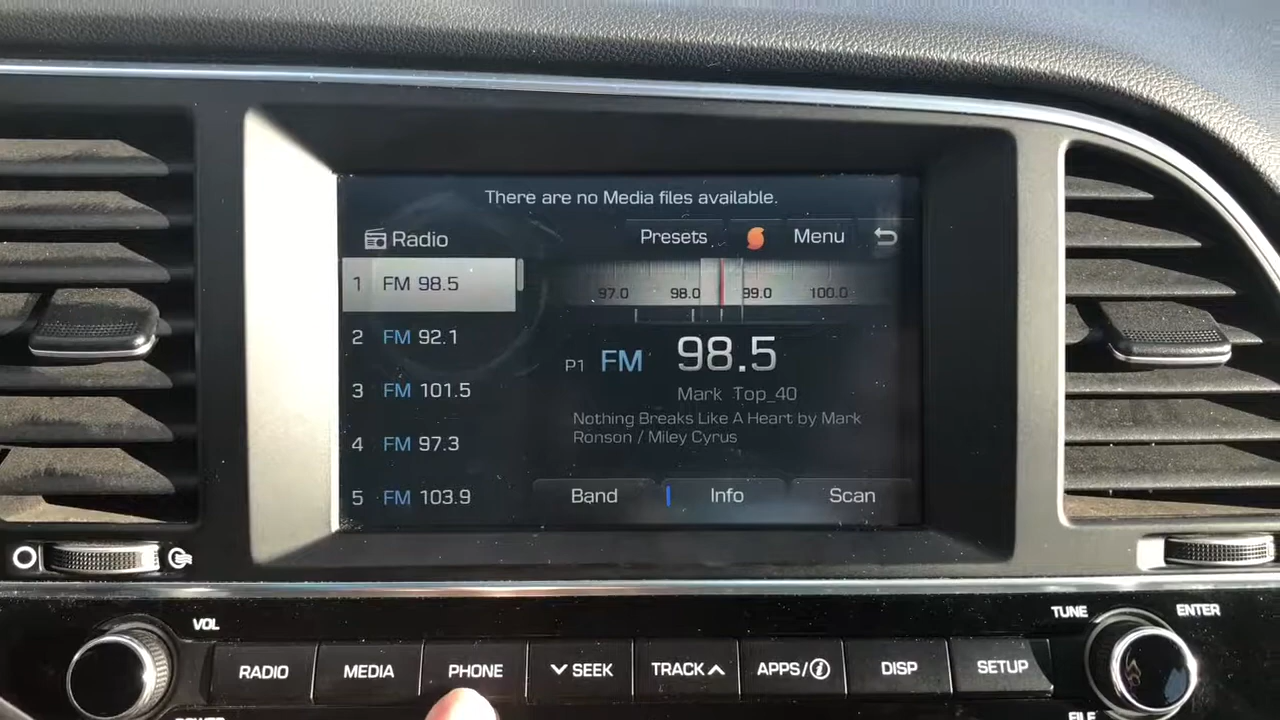 There are no Media files available.
Radio
Presets
Menu
1 FM 98.5
2 FM 92.1
3 FM 101.5
4 FM 97.3
5 FM 103.9
97.0 98.0 99.0 100.0
P1 FM 98.5
Mark Top_40
Nothing Breaks Like A Heart by Mark
Ronson / Miley Cyrus
Band
Info
Scan
VOL
TUNE
ENTER
RADIO
MEDIA
PHONE
SEEK
TRACK
APPS/i
DISP
SETUP
POWER
FILE